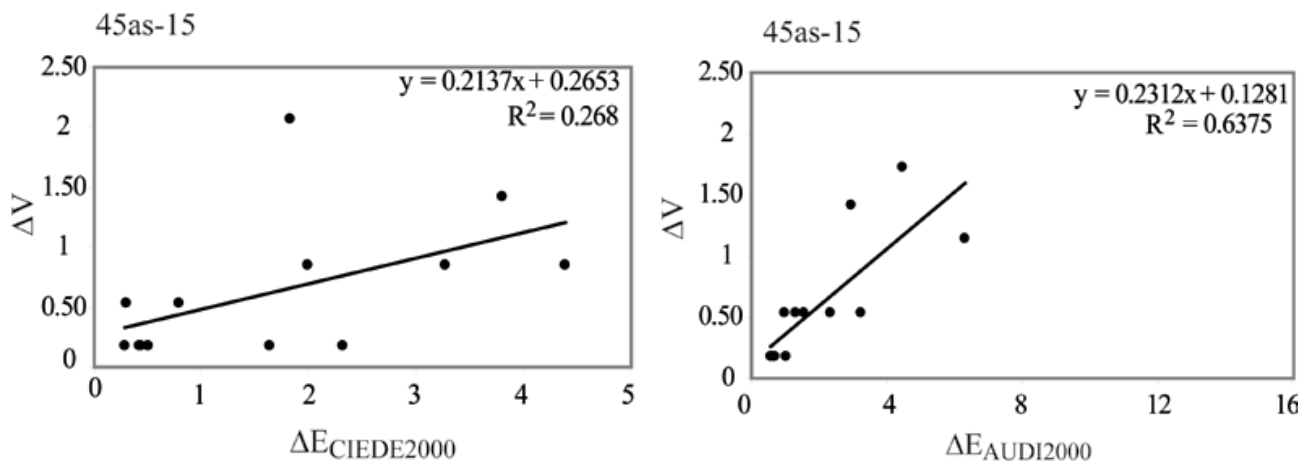 45as-15
2.50
2
1.50
1
0.50
0
ΔV
y = 0.2137x + 0.2653
R² = 0.268
0 1 2 3 4 5
ΔE_CIEDE2000
45as-15
2.50
2
1.50
1
0.50
0
ΔV
y = 0.2312x + 0.1281
R² = 0.6375
0 4 8 12 16
ΔE_AUDI2000